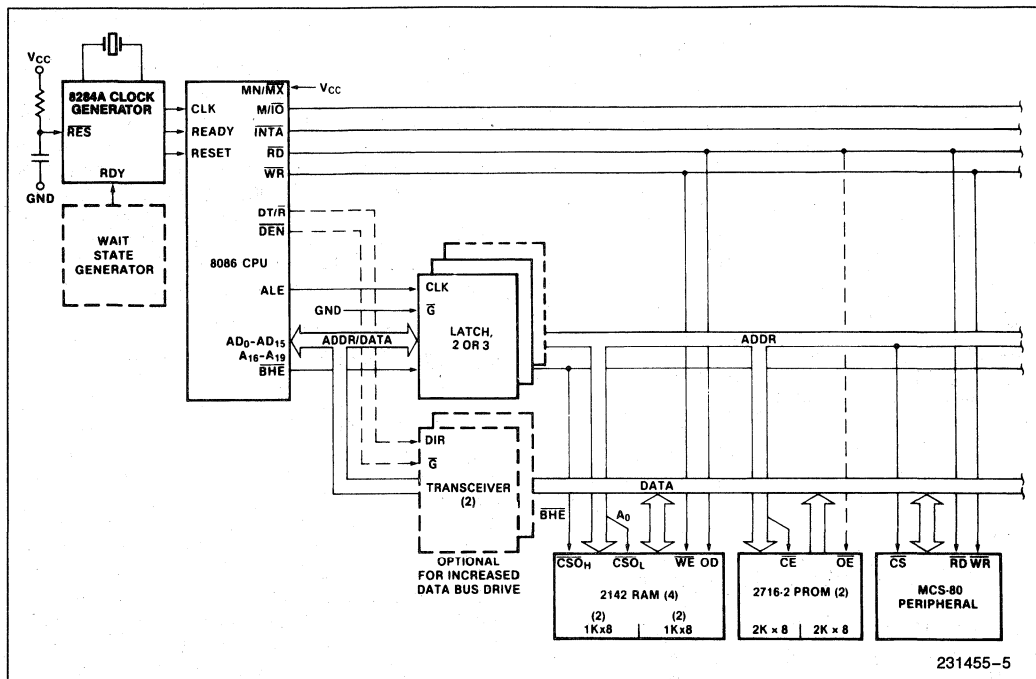 VCC
8284A CLOCK
GENERATOR
RES
RDY
GND
WAIT
STATE
GENERATOR
CLK
READY
RESET
MN/MX
VCC
M/IO
INTA
RD
WR
DT/R
DEN
8086 CPU
ALE
AD0-AD15
A16-A19
BHE
GND
ADDR/DATA
CLK
G
LATCH,
2 OR 3
ADDR
DIR
G
TRANSCEIVER
(2)
OPTIONAL
FOR INCREASED
DATA BUS DRIVE
DATA
BHE
A0
CSOH
CSOL
WE OD
2142 RAM (4)
(2)
1K x 8
(2)
1K x 8
CE
OE
2716-2 PROM (2)
2K × 8
2K × 8
CS
RD WR
MCS-80
PERIPHERAL
231455-5